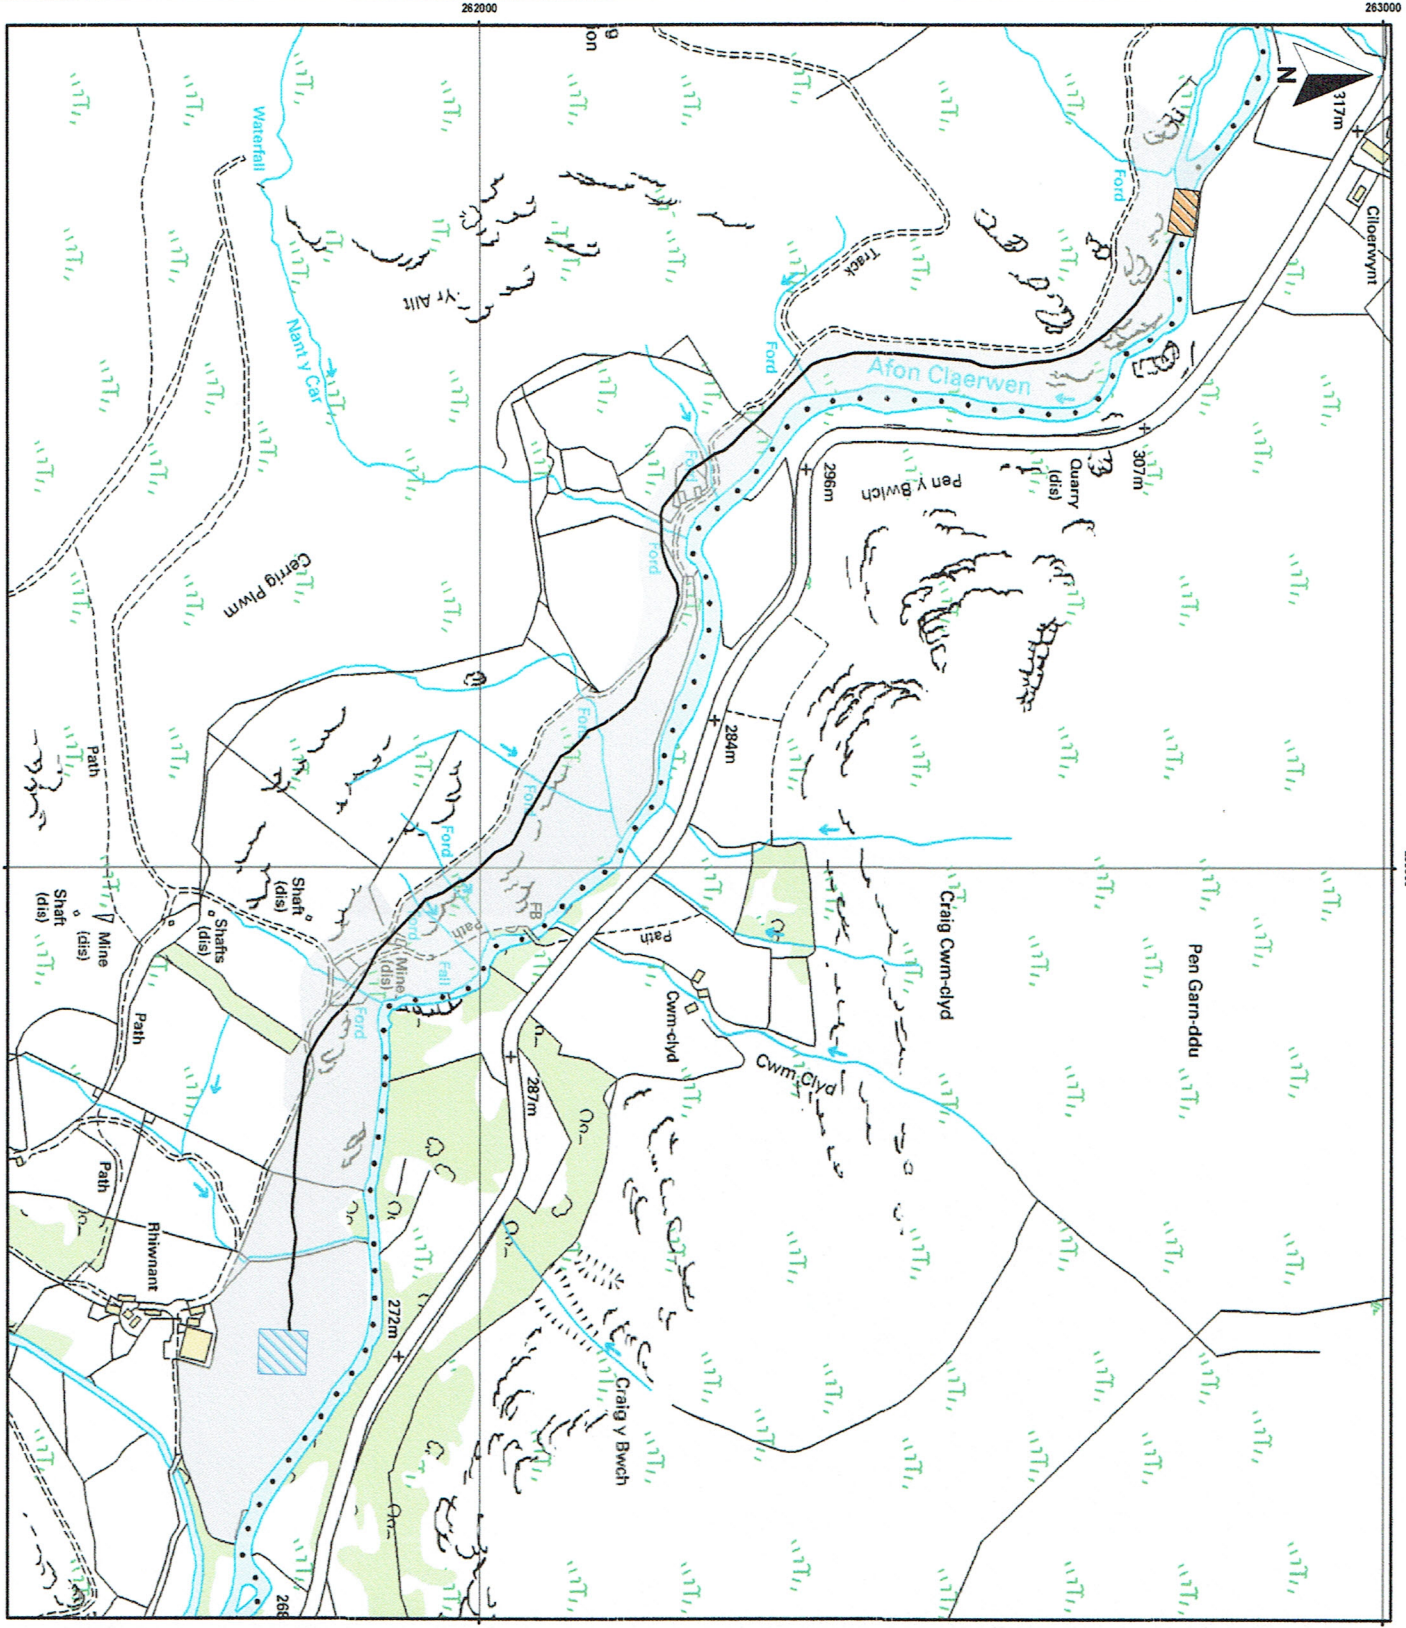 262000
263000
N
317m
Ciloerwynt
Waterfall
Ford
Track
Yr Allt
Nant y Car
Ford
Afon Claerwen
307m
Quarry
(dis)
296m
Pen y Bwlch
Ford
Ford
Cerrig Plwm
284m
Ford
Path
Ford
Ford
Craig Cwm-clyd
Pen Garn-ddu
Shaft
(dis)
Shaft
(dis)
Mine
(dis)
Shafts
(dis)
Ford
Path
FB
Path
Mine
(dis)
Fall
Ford
Cwm-clyd
Cwm Clyd
Path
287m
Path
Rhiwnant
272m
Craig y Bwch
268